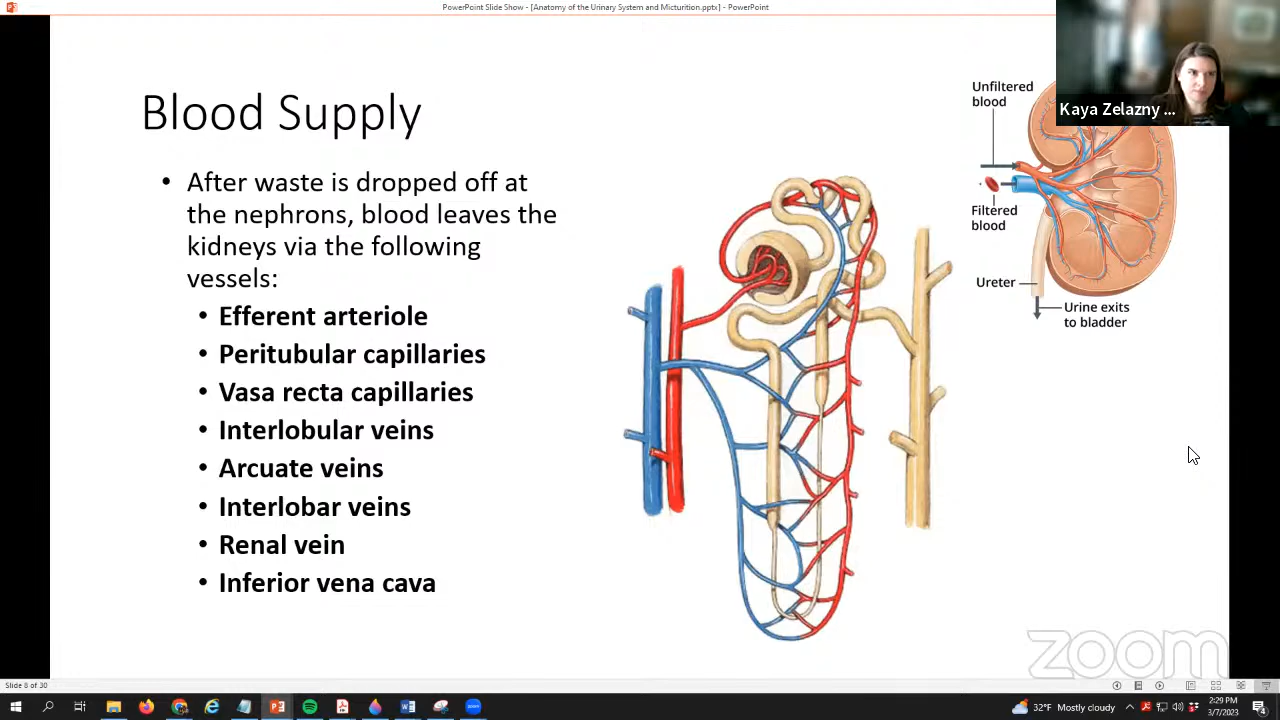 PowerPoint Slide Show - [Anatomy of the Urinary System and Micturition.pptx] - PowerPoint
Blood Supply
• After waste is dropped off at
the nephrons, blood leaves the
kidneys via the following
vessels:
• Efferent arteriole
• Peritubular capillaries
• Vasa recta capillaries
• Interlobular veins
• Arcuate veins
• Interlobar veins
• Renal vein
• Inferior vena cava
Unfiltered
blood
Filtered
blood
Ureter
Urine exits
to bladder
Kaya Zelazny ...
zoom
Slide 8 of 30
32°F Mostly cloudy
2:29 PM
3/7/2023